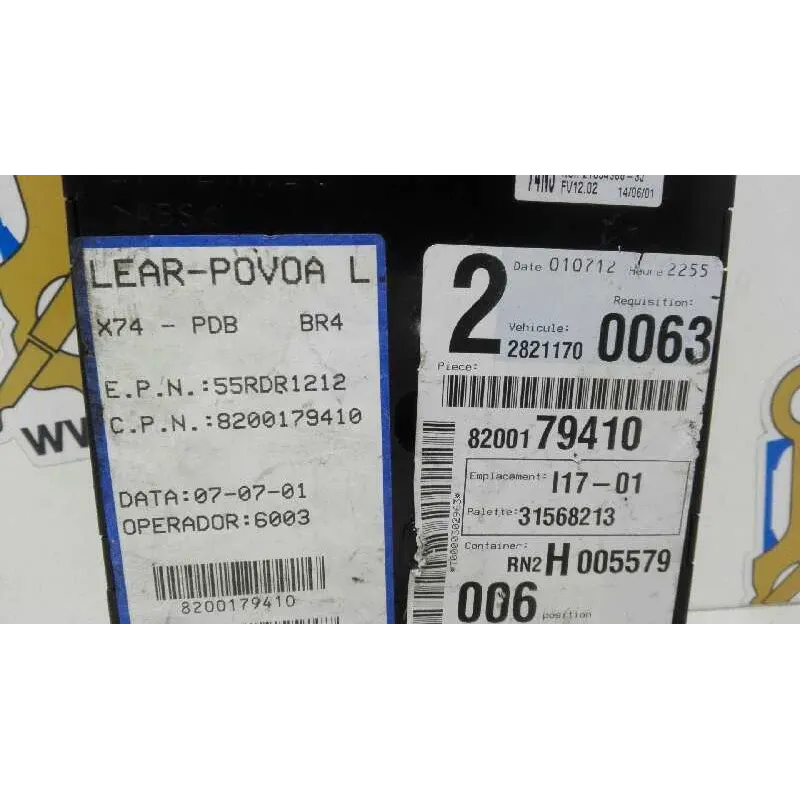 FV12.02 14/06/01
LEAR-POVOA L.
X74 - PDB BR4
E.P.N.:55RDR1212
C.P.N.:8200179410
DATA:07-07-01
OPERADOR:6003
8200179410
2 Date 010712 Heure 2255
Requisition:
Vehicule: 0063
2821170
Piece:
8200179410
Emplacement: I17-01
Palette: 31568213
Container:
RN2 H 005579
006 position